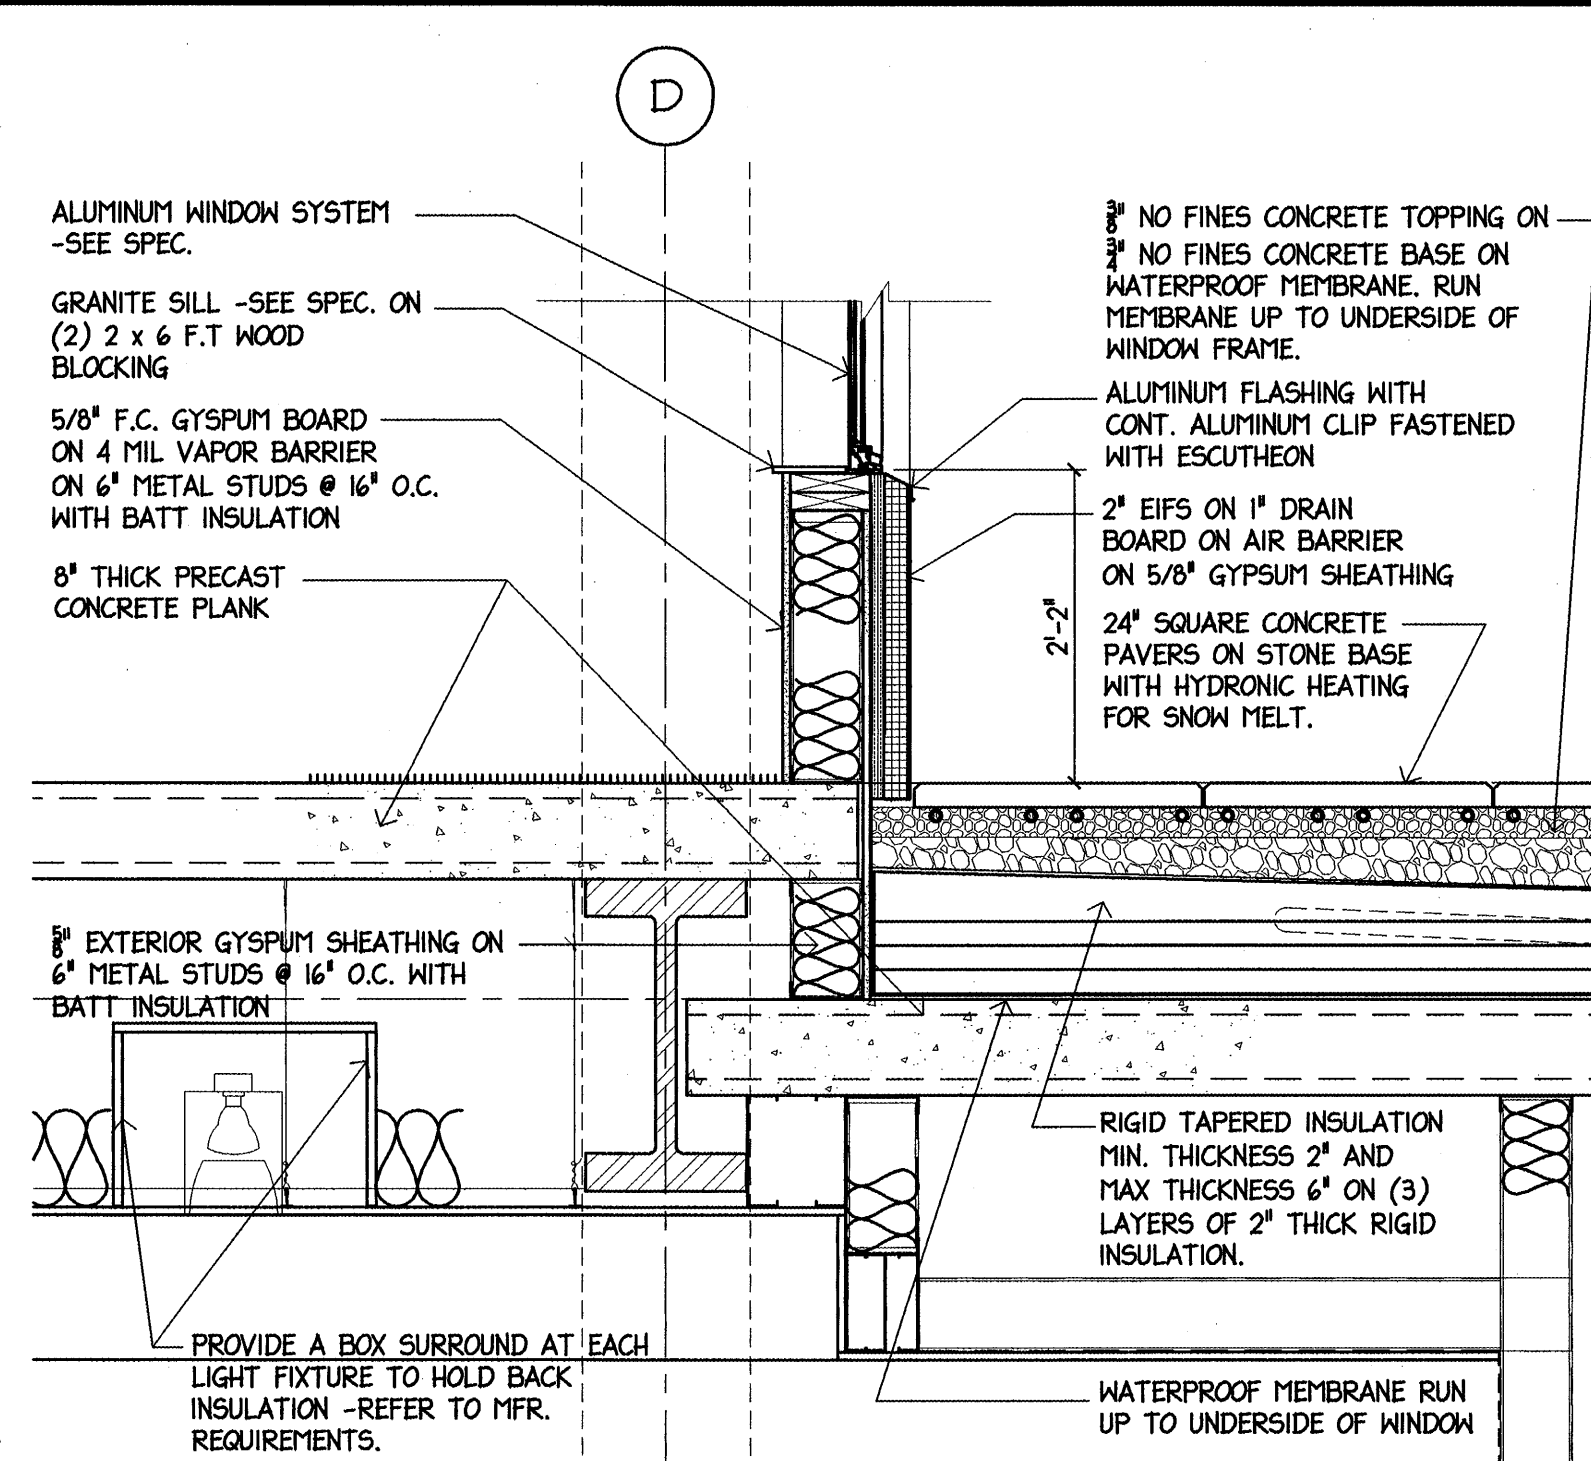 D
ALUMINUM WINDOW SYSTEM
-SEE SPEC.
GRANITE SILL -SEE SPEC. ON
(2) 2 x 6 F.T WOOD
BLOCKING
5/8" F.C. GYSPUM BOARD
ON 4 MIL VAPOR BARRIER
ON 6" METAL STUDS @ 16" O.C.
WITH BATT INSULATION
8" THICK PRECAST
CONCRETE PLANK
5/8" EXTERIOR GYSPUM SHEATHING ON
6" METAL STUDS @ 16" O.C. WITH
BATT INSULATION
PROVIDE A BOX SURROUND AT EACH
LIGHT FIXTURE TO HOLD BACK
INSULATION -REFER TO MFR.
REQUIREMENTS.
3/8" NO FINES CONCRETE TOPPING ON
3/4" NO FINES CONCRETE BASE ON
WATERPROOF MEMBRANE. RUN
MEMBRANE UP TO UNDERSIDE OF
WINDOW FRAME.
ALUMINUM FLASHING WITH
CONT. ALUMINUM CLIP FASTENED
WITH ESCUTHEON
2" EIFS ON 1" DRAIN
BOARD ON AIR BARRIER
ON 5/8" GYPSUM SHEATHING
2'-2"
24" SQUARE CONCRETE
PAVERS ON STONE BASE
WITH HYDRONIC HEATING
FOR SNOW MELT.
RIGID TAPERED INSULATION
MIN. THICKNESS 2" AND
MAX THICKNESS 6" ON (3)
LAYERS OF 2" THICK RIGID
INSULATION.
WATERPROOF MEMBRANE RUN
UP TO UNDERSIDE OF WINDOW